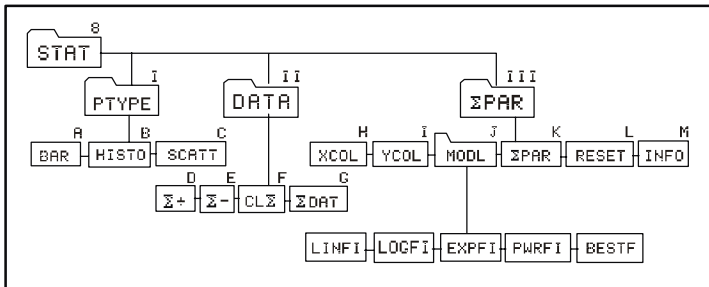 8
STAT
I II III
PTYPE DATA ΣPAR
A B C H I J K L M
BAR HISTO SCATT XCOL YCOL MODL ΣPAR RESET INFO
D E F G
Σ+ Σ- CLΣ ΣDAT
LINFI LOGFI EXPFI PWRFI BESTF